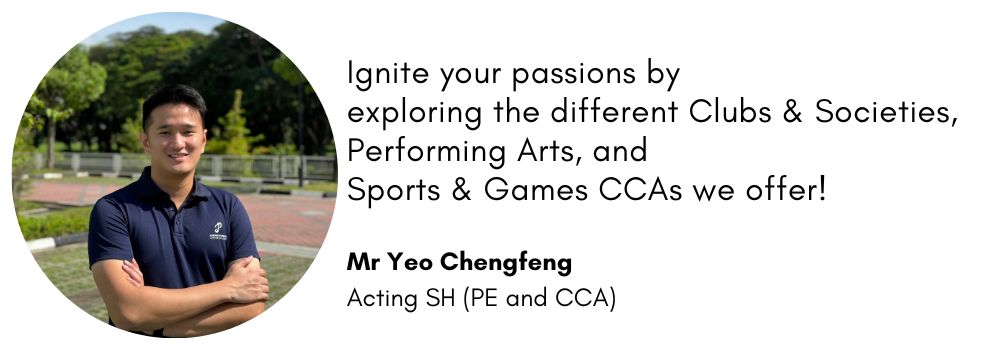 Ignite your passions by
exploring the different Clubs & Societies,
Performing Arts, and
Sports & Games CCAs we offer!
Mr Yeo Chengfeng
Acting SH (PE and CCA)